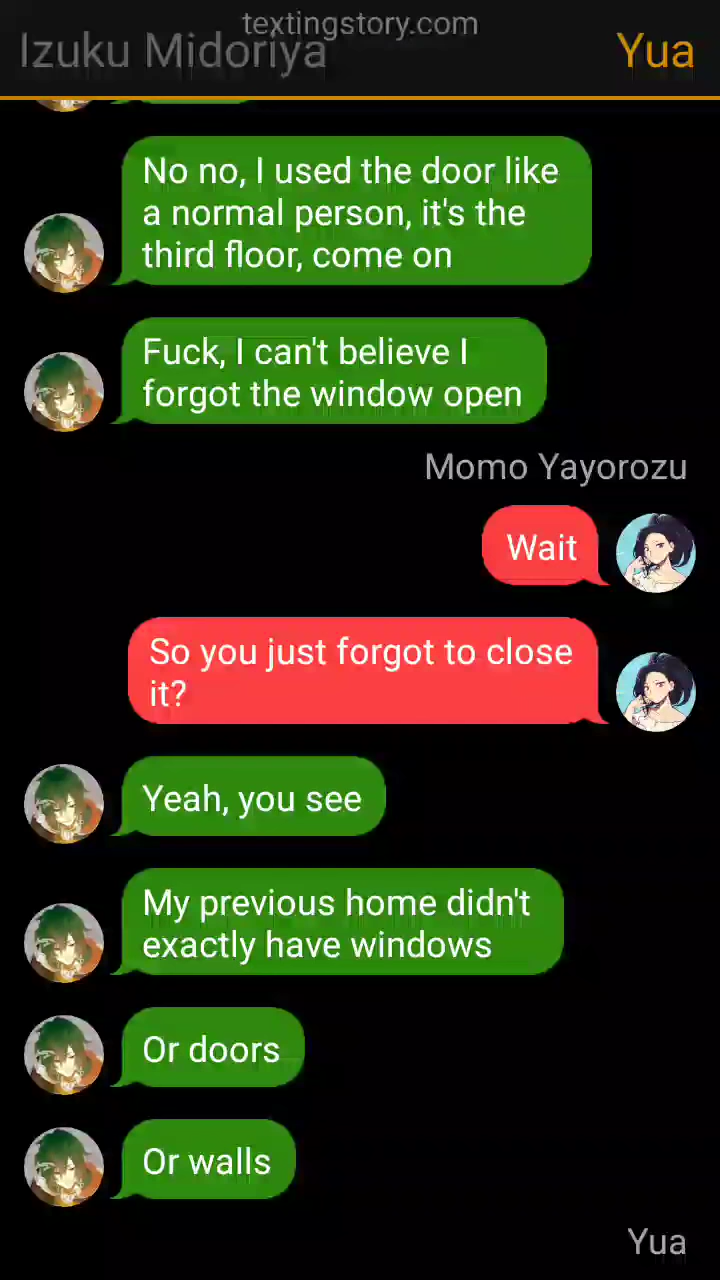 textingstory.com
Izuku Midoriya
Yua
No no, I used the door like
a normal person, it's the
third floor, come on
Fuck, I can't believe I
forgot the window open
Momo Yayorozu
Wait
So you just forgot to close
it?
Yeah, you see
My previous home didn't
exactly have windows
Or doors
Or walls
Yua